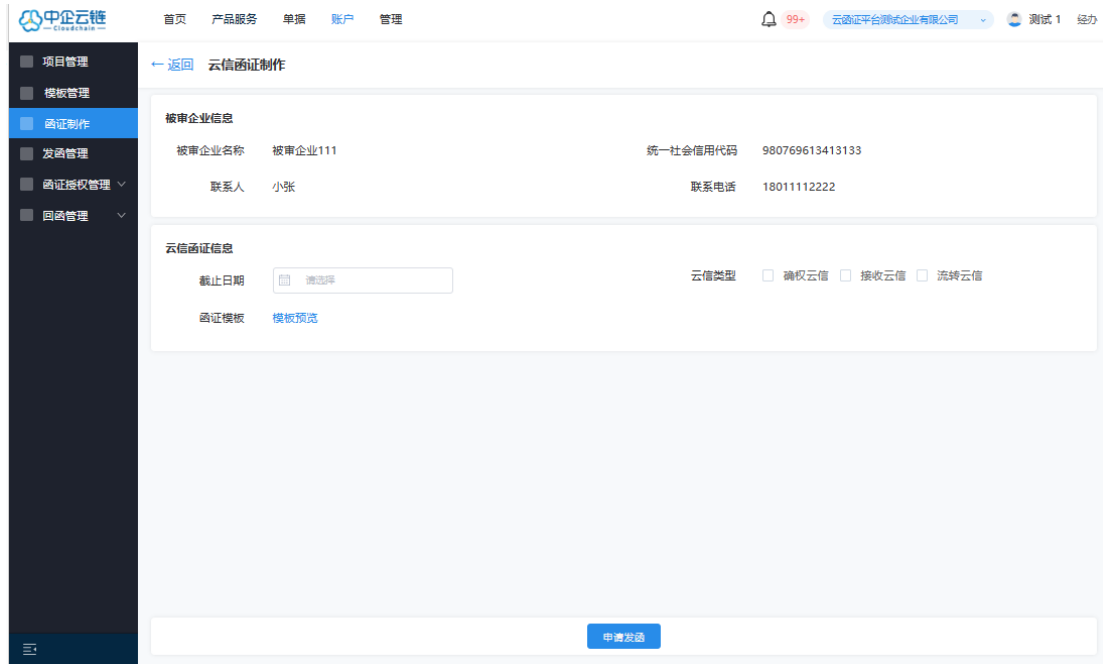 中企云链
Cloudchain
首页 产品服务 单据 账户 管理
99+ 云函证平台测试企业有限公司 测试 1 经办
项目管理
模板管理
函证制作
发函管理
函证授权管理
回函管理
← 返回 云信函证制作
被审企业信息
被审企业名称 被审企业111 统一社会信用代码 980769613413133
联系人 小张 联系电话 18011112222
云信函证信息
截止日期 请选择 云信类型 确权云信 接收云信 流转云信
函证模板 模板预览
申请发函